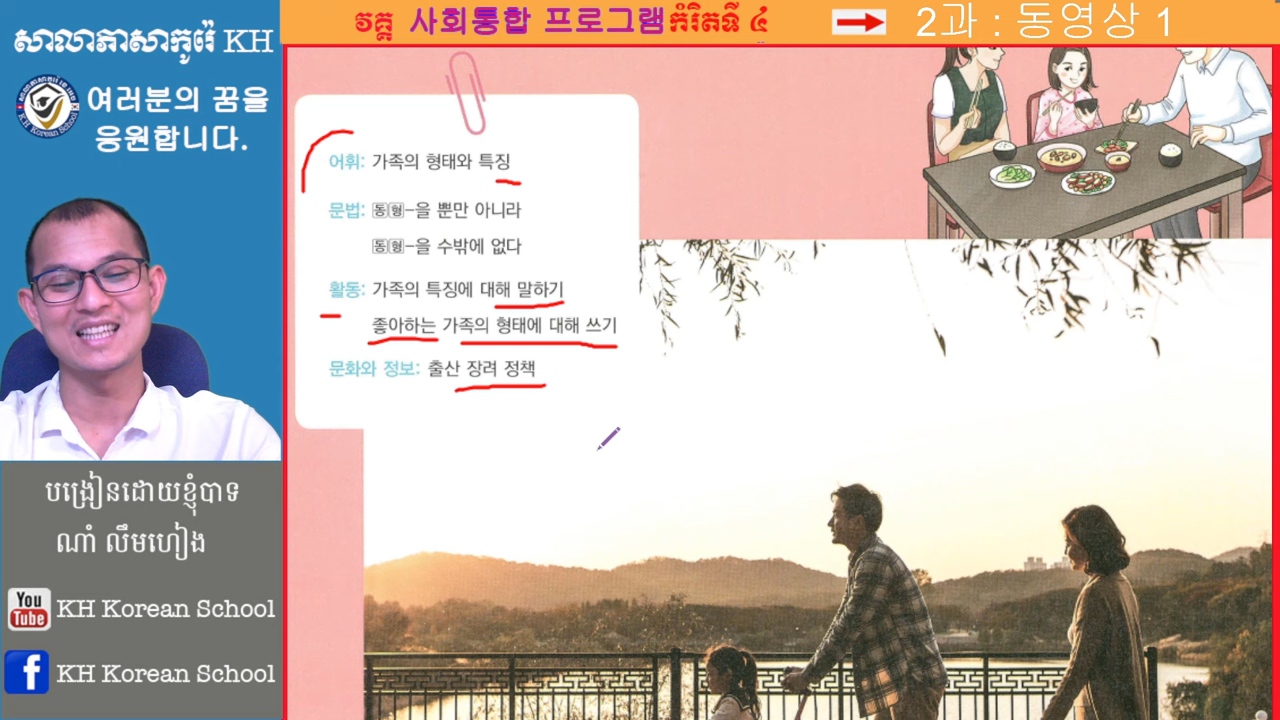 សាលាភាសាកូរ៉េ KH
여러분의 꿈을
응원합니다.
វគ្គ 사회통합 프로그램កំរិតទី ៤
2과 : 동영상 1
어휘: 가족의 형태와 특징
문법: 동형-을 뿐만 아니라
동형-을 수밖에 없다
활동: 가족의 특징에 대해 말하기
좋아하는 가족의 형태에 대해 쓰기
문화와 정보: 출산 장려 정책
បង្រៀនដោយខ្ញុំបាទ
ណាំ លឹមហៀង
You Tube KH Korean School
f KH Korean School